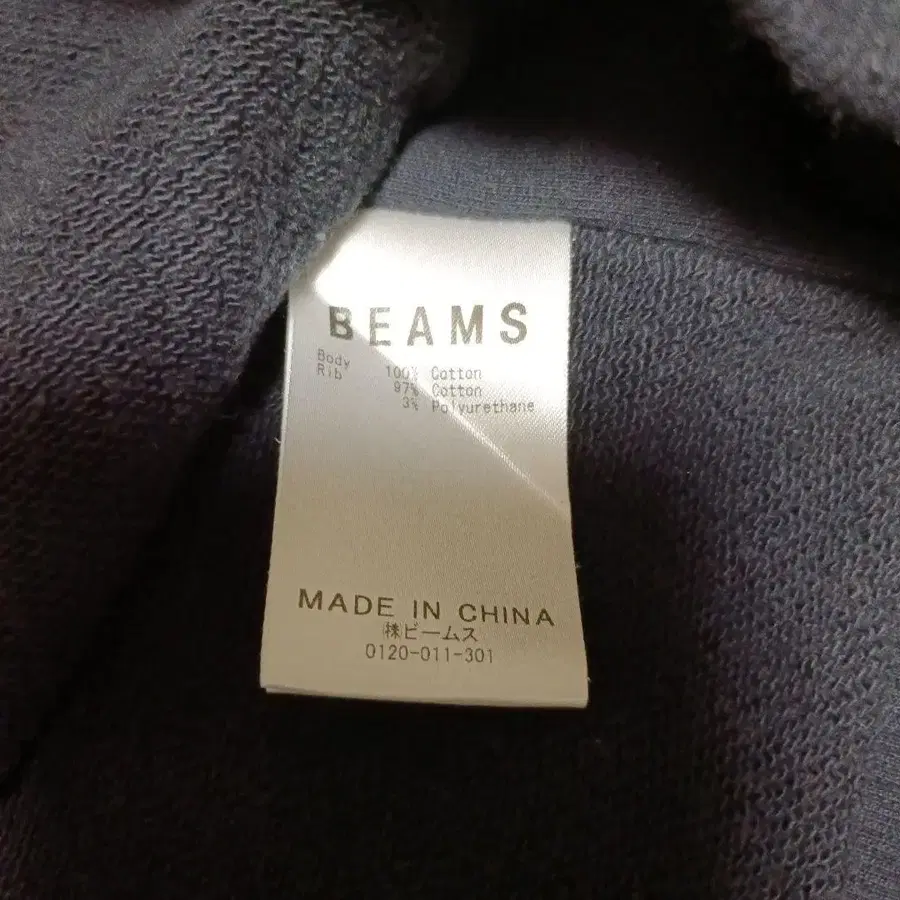 BEAMS
Body 100% Cotton
Rib 97% Cotton
3% Polyurethane
MADE IN CHINA
㈱ビームス
0120-011-301